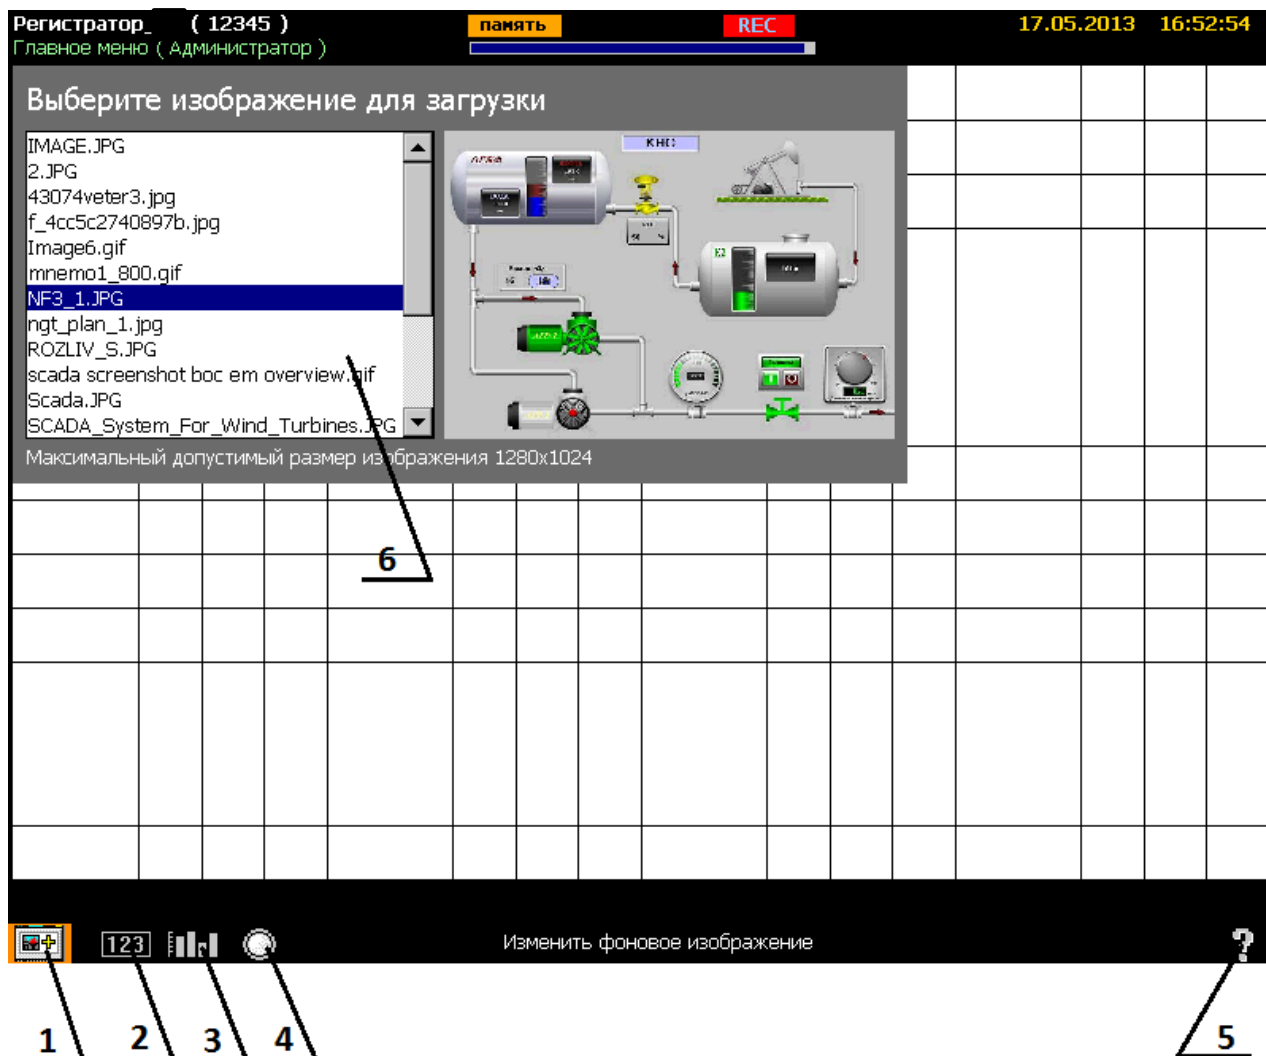 Регистратор_ ( 12345 )
память
REC
17.05.2013 16:52:54
Главное меню ( Администратор )
Выберите изображение для загрузки
IMAGE.JPG
2.JPG
43074veter3.jpg
f_4cc5c2740897b.jpg
Image6.gif
mnemo1_800.gif
NF3_1.JPG
ngt_plan_1.jpg
ROZLIV_S.JPG
scada screenshot boc em overview.gif
Scada.JPG
SCADA_System_For_Wind_Turbines.JPG
Максимальный допустимый размер изображения 1280x1024
6
123
Изменить фоновое изображение
?
1
2
3
4
5